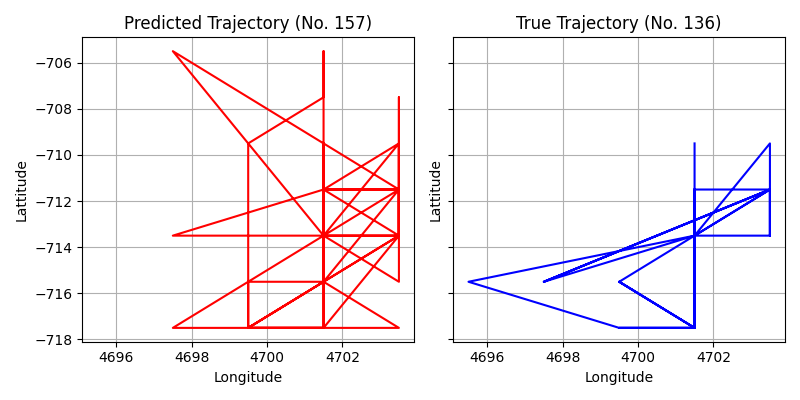 Predicted Trajectory (No. 157)
True Trajectory (No. 136)
−706
−708
−710
−712
−714
−716
−718
Lattitude
Lattitude
4696
4698
4700
4702
4696
4698
4700
4702
Longitude
Longitude